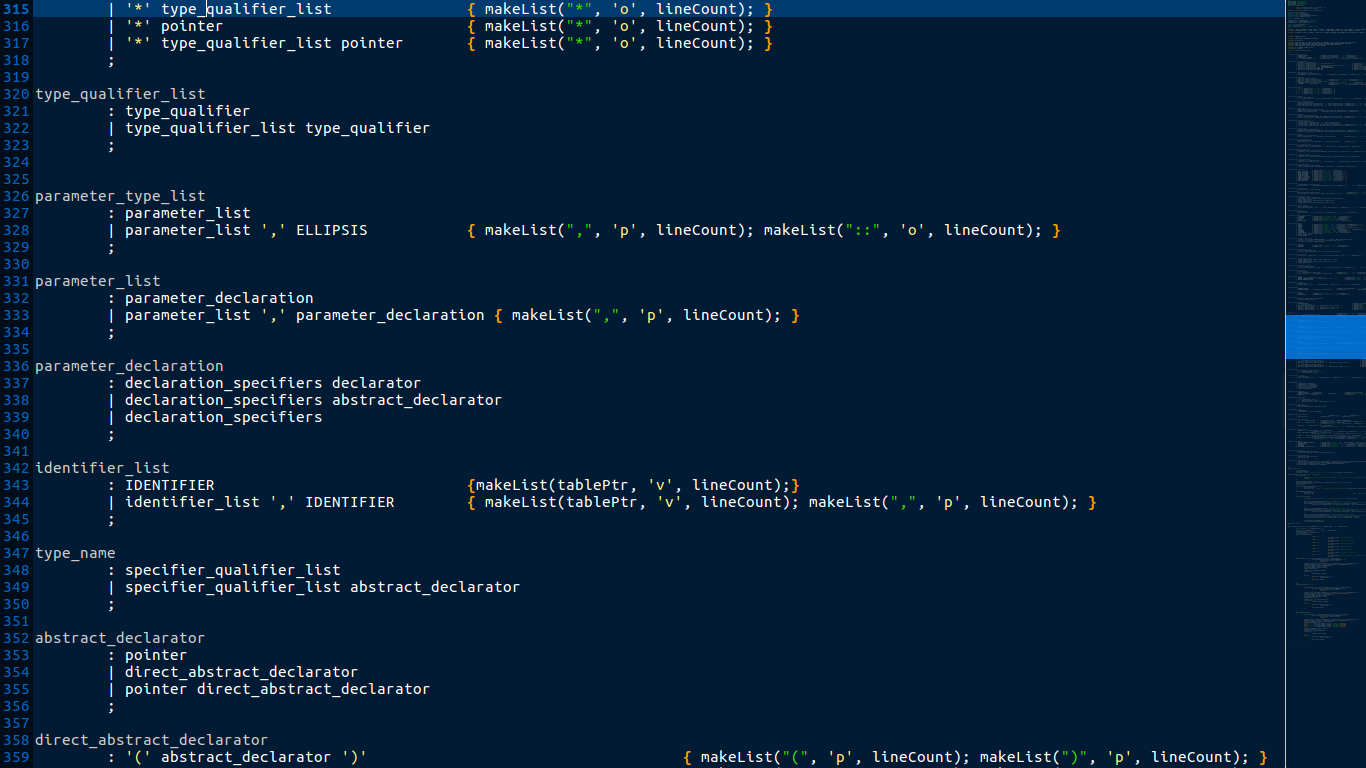 315 | '*' type_qualifier_list { makeList("*", 'o', lineCount); }
316 | '*' pointer { makeList("*", 'o', lineCount); }
317 | '*' type_qualifier_list pointer { makeList("*", 'o', lineCount); }
318 ;
319
320 type_qualifier_list
321 : type_qualifier
322 | type_qualifier_list type_qualifier
323 ;
324
325
326 parameter_type_list
327 : parameter_list
328 | parameter_list ',' ELLIPSIS { makeList(",", 'p', lineCount); makeList("::", 'o', lineCount); }
329 ;
330
331 parameter_list
332 : parameter_declaration
333 | parameter_list ',' parameter_declaration { makeList(",", 'p', lineCount); }
334 ;
335
336 parameter_declaration
337 : declaration_specifiers declarator
338 | declaration_specifiers abstract_declarator
339 | declaration_specifiers
340 ;
341
342 identifier_list
343 : IDENTIFIER {makeList(tablePtr, 'v', lineCount);}
344 | identifier_list ',' IDENTIFIER { makeList(tablePtr, 'v', lineCount); makeList(",", 'p', lineCount); }
345 ;
346
347 type_name
348 : specifier_qualifier_list
349 | specifier_qualifier_list abstract_declarator
350 ;
351
352 abstract_declarator
353 : pointer
354 | direct_abstract_declarator
355 | pointer direct_abstract_declarator
356 ;
357
358 direct_abstract_declarator
359 : '(' abstract_declarator ')' { makeList("(", 'p', lineCount); makeList(")", 'p', lineCount); }